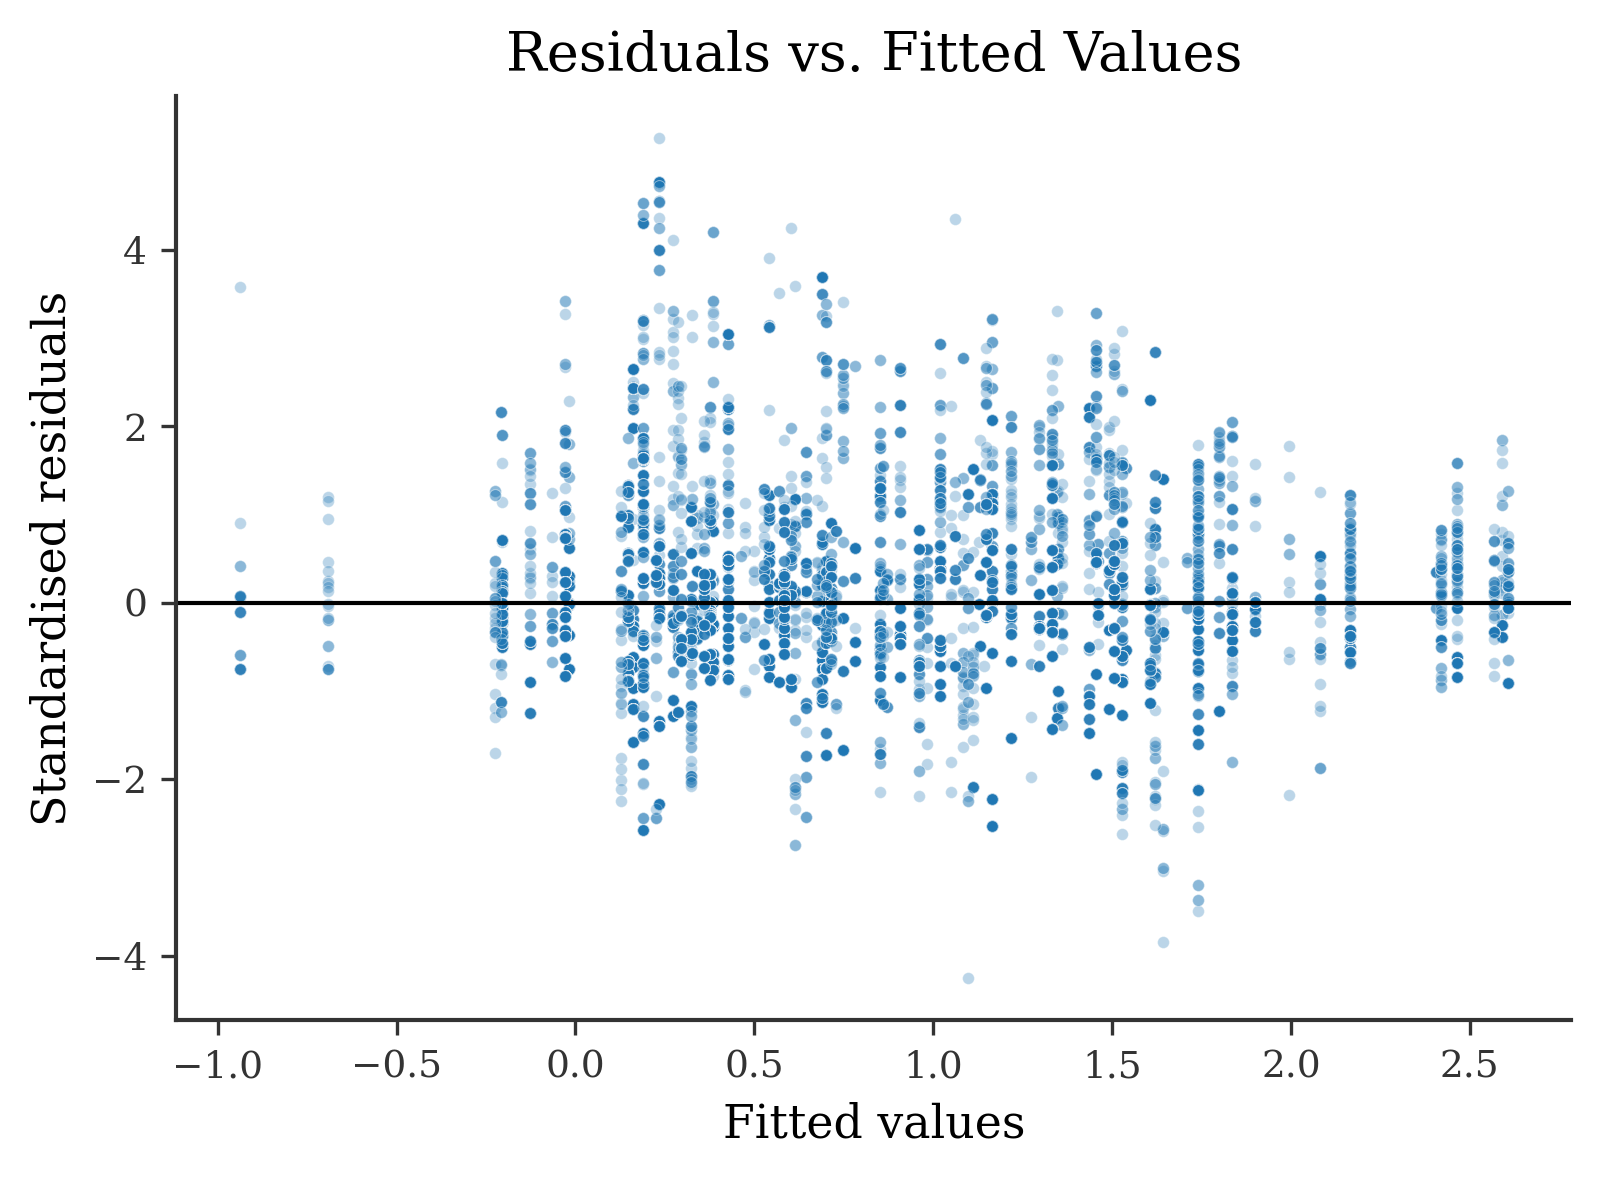 Residuals vs. Fitted Values
Standardised residuals
4
2
0
−2
−4
−1.0 −0.5 0.0 0.5 1.0 1.5 2.0 2.5
Fitted values